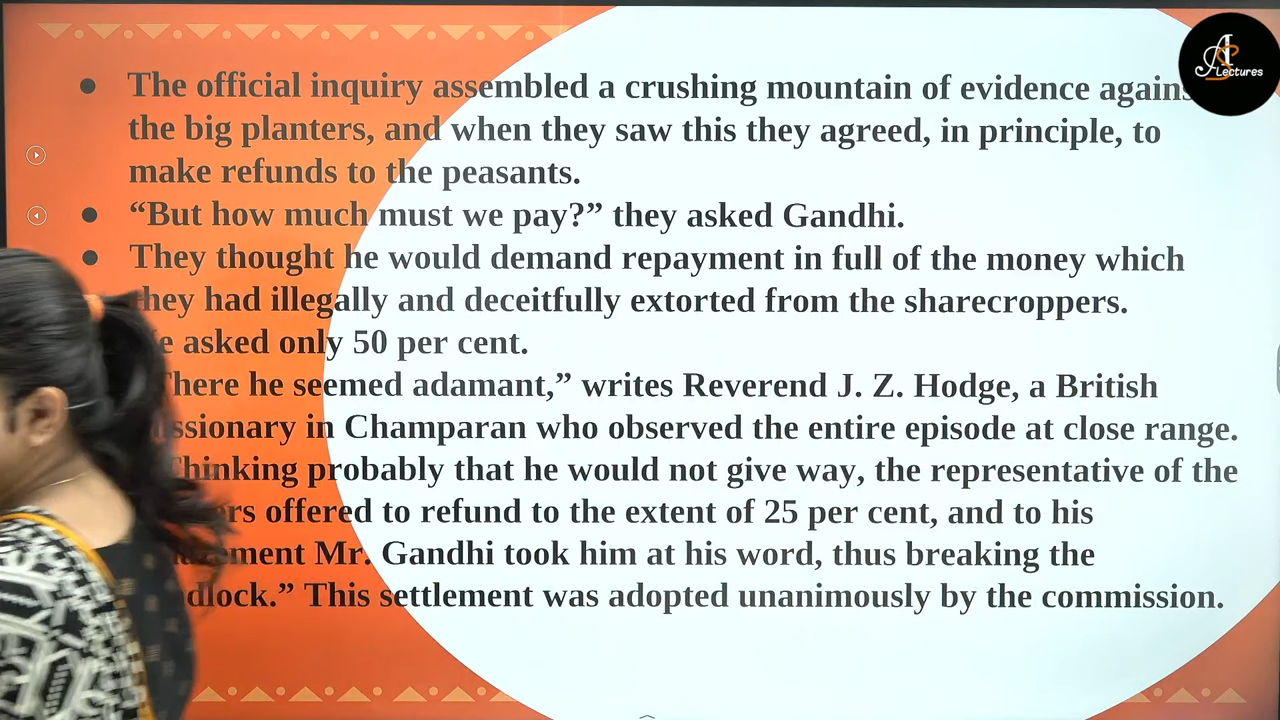 The official inquiry assembled a crushing mountain of evidence
the big planters, and when they saw this they agreed, in principle, to
make refunds to the peasants.
“But how much must we pay?” they asked Gandhi.
They thought he would demand repayment in full of the money which
they had illegally and deceitfully extorted from the sharecroppers.
asked only 50 per cent.
There he seemed adamant,” writes Reverend J. Z. Hodge, a British
in Champaran who observed the entire episode at close range.
Thinking probably that he would not give way, the representative of the
offered to refund to the extent of 25 per cent, and to his
Mr. Gandhi took him at his word, thus breaking the
This settlement was adopted unanimously by the commission.
AS Lectures